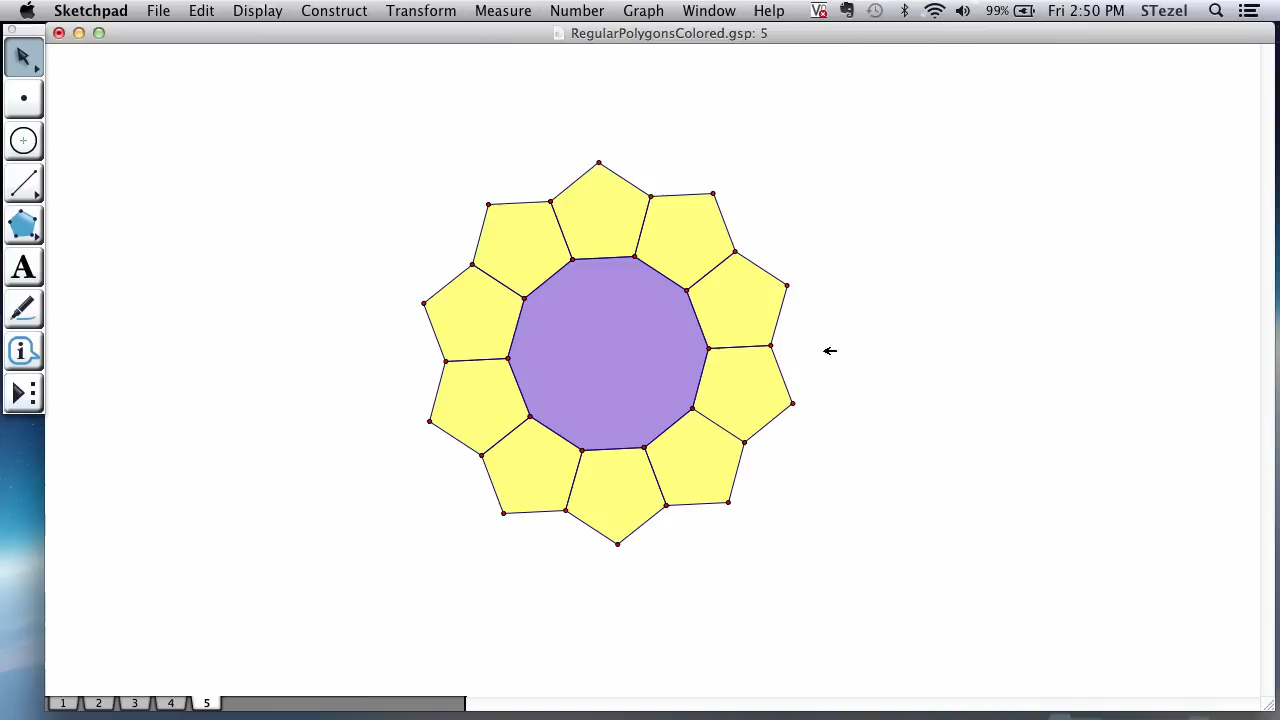 Sketchpad File Edit Display Construct Transform Measure Number Graph Window Help 99% Fri 2:50 PM STezel
RegularPolygonsColored.gsp: 5
A
1 2 3 4 5